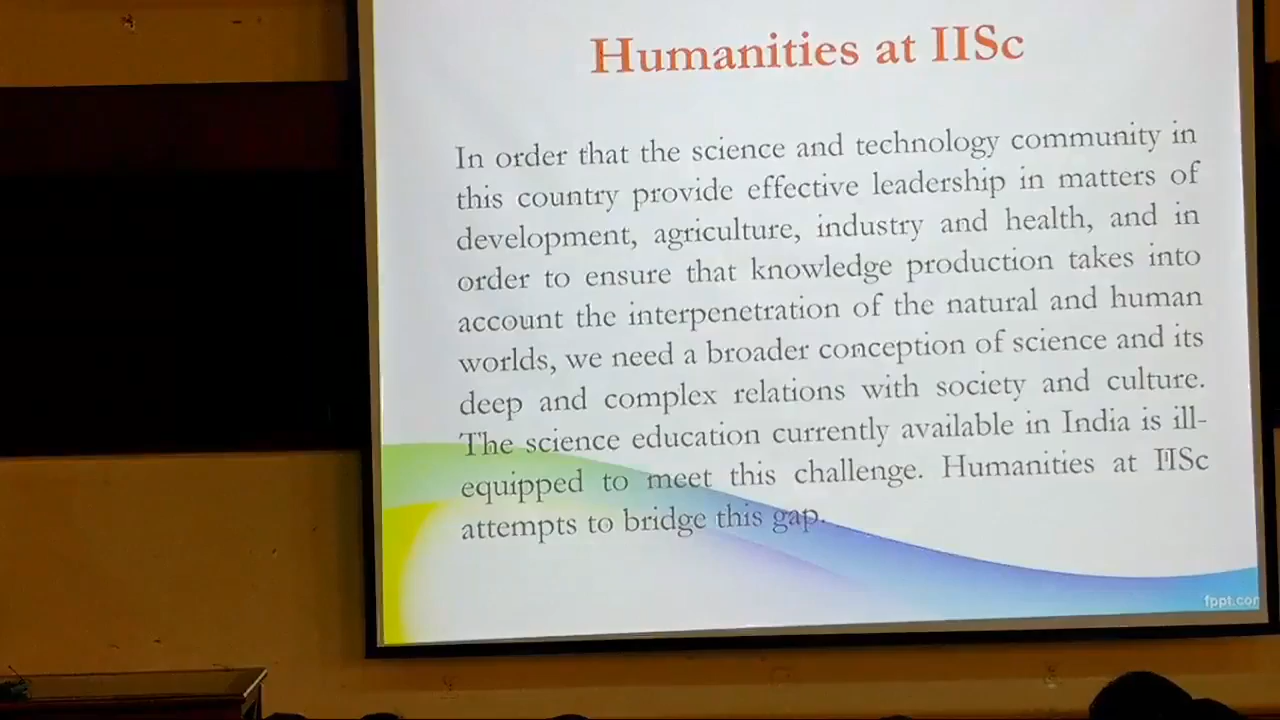 Humanities at IISc
In order that the science and technology community in
this country provide effective leadership in matters of
development, agriculture, industry and health, and in
order to ensure that knowledge production takes into
account the interpenetration of the natural and human
worlds, we need a broader conception of science and its
deep and complex relations with society and culture.
The science education currently available in India is ill-
equipped to meet this challenge. Humanities at IISc
attempts to bridge this gap.
fppt.com